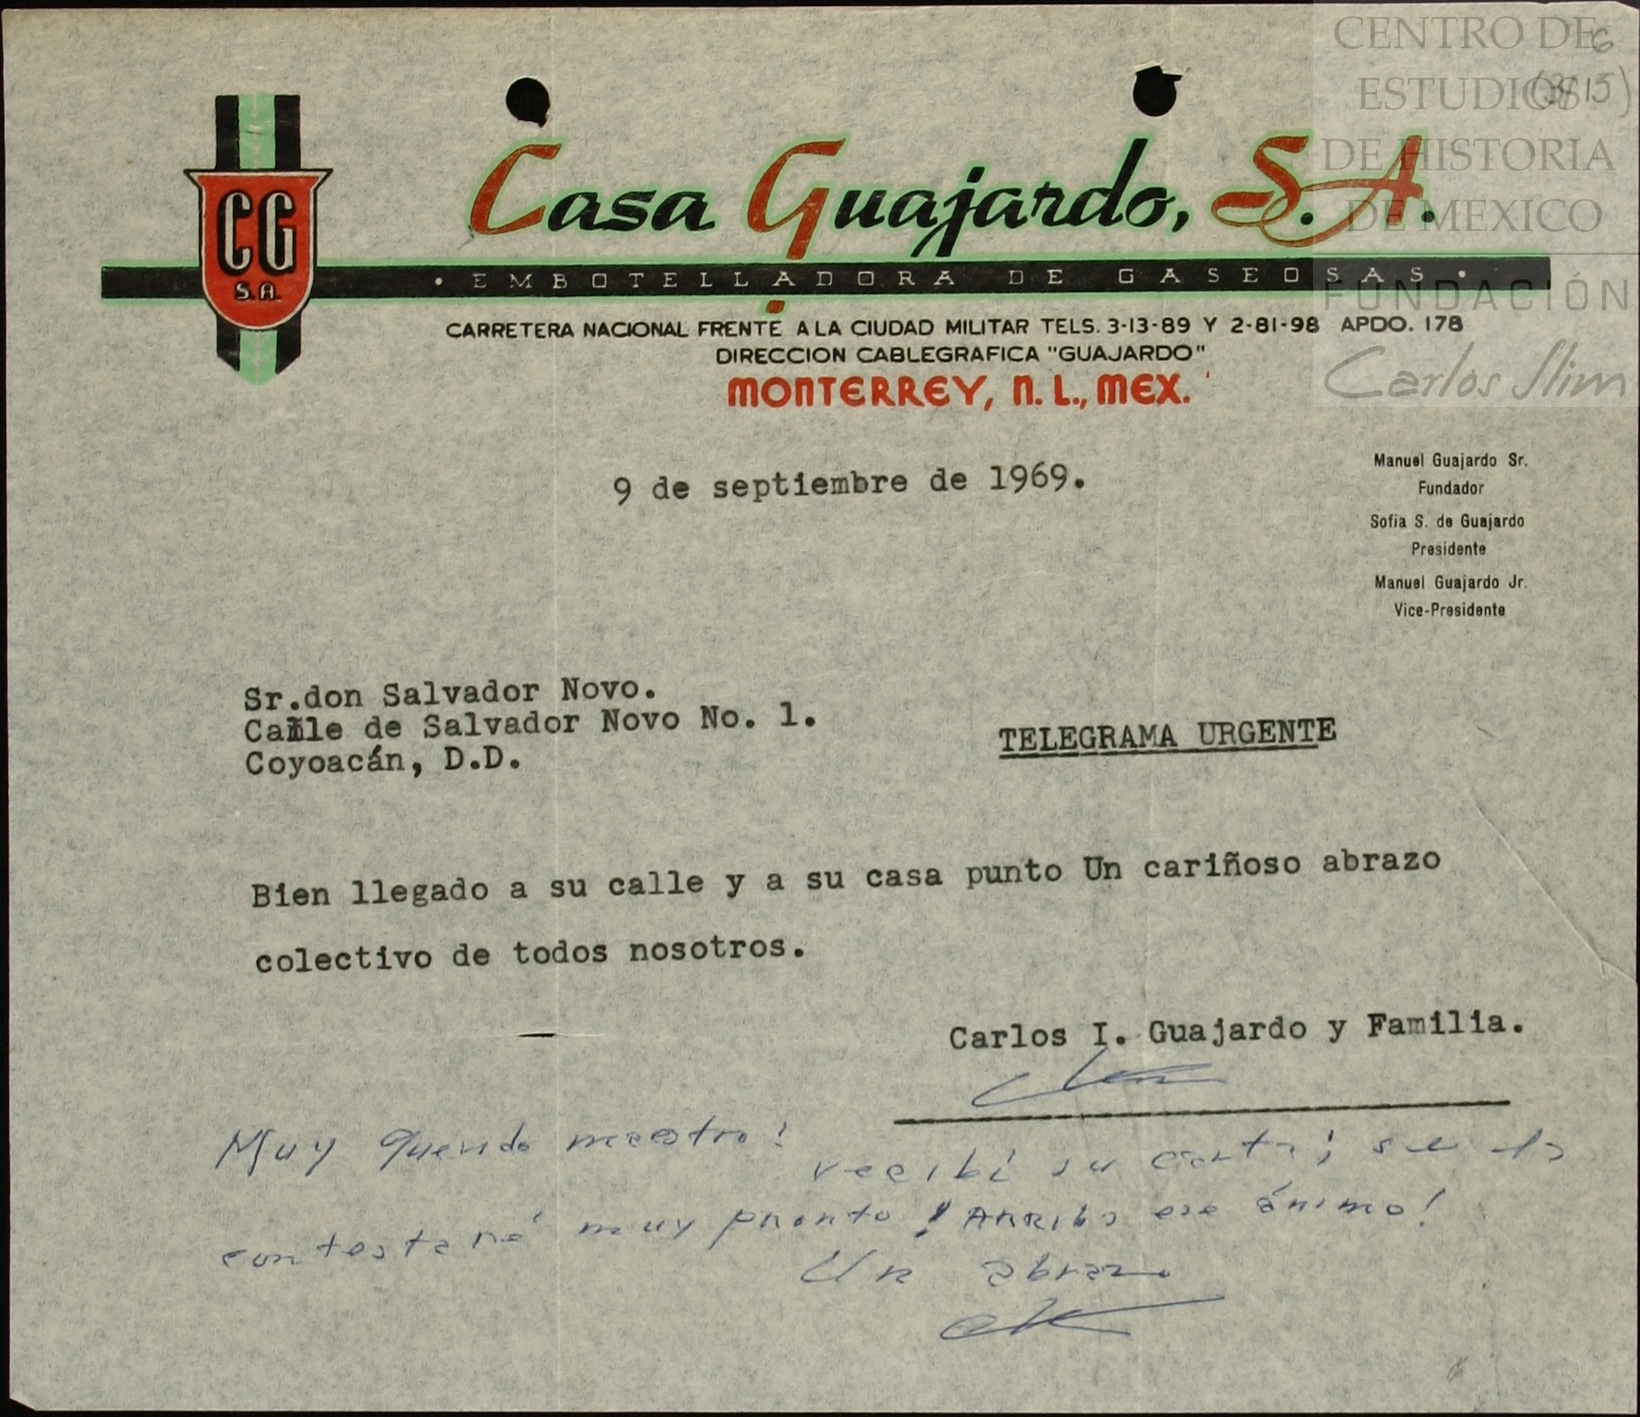 CENTRO DE
ESTUDIOS
DE HISTORIA
DE MEXICO
FUNDACIÓN
Carlos Slim
6
CG
S.A.
Casa Guajardo, S.A.
· EMBOTELLADORA DE GASEOSAS ·
CARRETERA NACIONAL FRENTE A LA CIUDAD MILITAR TELS. 3-13-89 Y 2-81-98 APDO. 178
DIRECCION CABLEGRAFICA "GUAJARDO"
MONTERREY, N. L., MEX.
Manuel Guajardo Sr.
Fundador
Sofia S. de Guajardo
Presidente
Manuel Guajardo Jr.
Vice-Presidente
9 de septiembre de 1969.
Sr.don Salvador Novo.
Calle de Salvador Novo No. 1.
Coyoacán, D.D.
TELEGRAMA URGENTE
Bien llegado a su calle y a su casa punto Un cariñoso abrazo
colectivo de todos nosotros.
Carlos I. Guajardo y Familia.
Muy querido maestro: recibí su carta; se la
contestaré muy pronto! Arriba ese ánimo!
Un abrazo